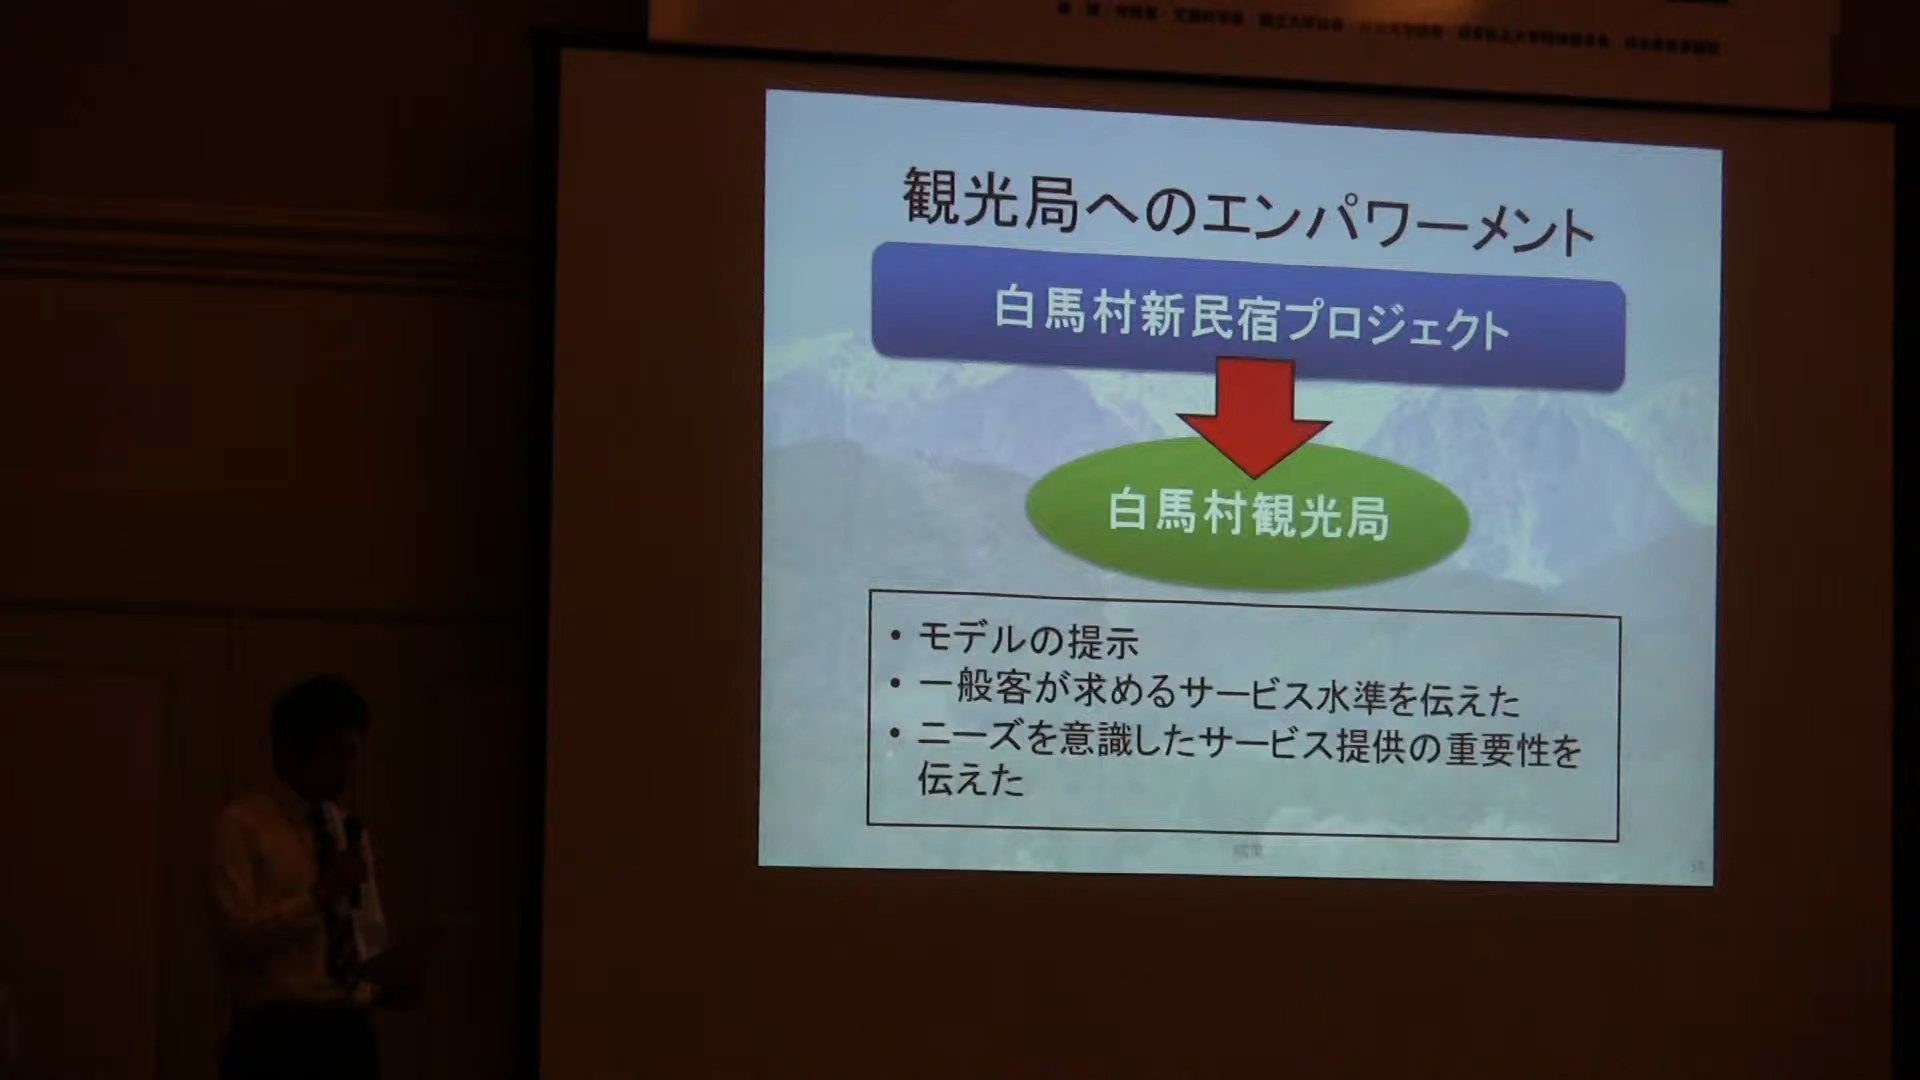 観光局へのエンパワーメント
白馬村新民宿プロジェクト
白馬村観光局
• モデルの提示
• 一般客が求めるサービス水準を伝えた
• ニーズを意識したサービス提供の重要性を
伝えた